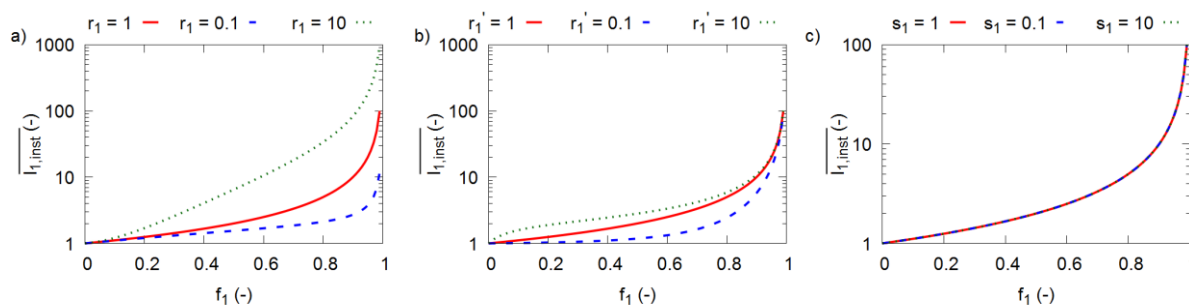 a) r₁ = 1 r₁ = 0.1 r₁ = 10
1000
100
10
1
I₁,inst (-)
0 0.2 0.4 0.6 0.8 1
f₁ (-)
b) r₁' = 1 r₁' = 0.1 r₁' = 10
1000
100
10
1
I₁,inst (-)
0 0.2 0.4 0.6 0.8 1
f₁ (-)
c) s₁ = 1 s₁ = 0.1 s₁ = 10
100
10
1
I₁,inst (-)
0 0.2 0.4 0.6 0.8
f₁ (-)